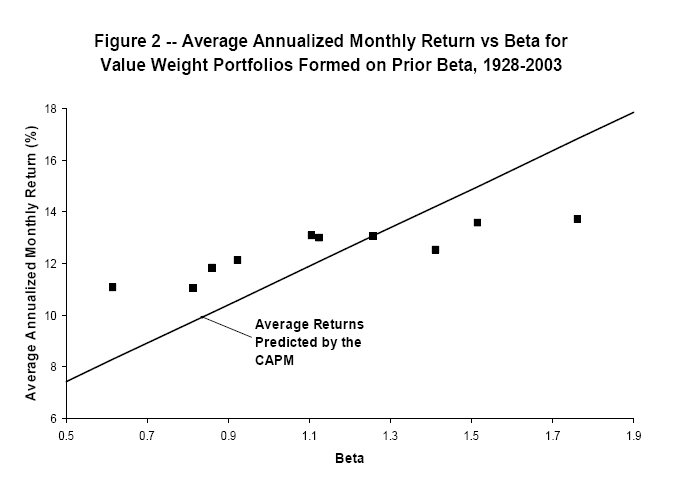 Figure 2 -- Average Annualized Monthly Return vs Beta for
Value Weight Portfolios Formed on Prior Beta, 1928-2003
Average Annualized Monthly Return (%)
18
16
14
12
10
8
6
Average Returns
Predicted by the
CAPM
0.5 0.7 0.9 1.1 1.3 1.5 1.7 1.9
Beta